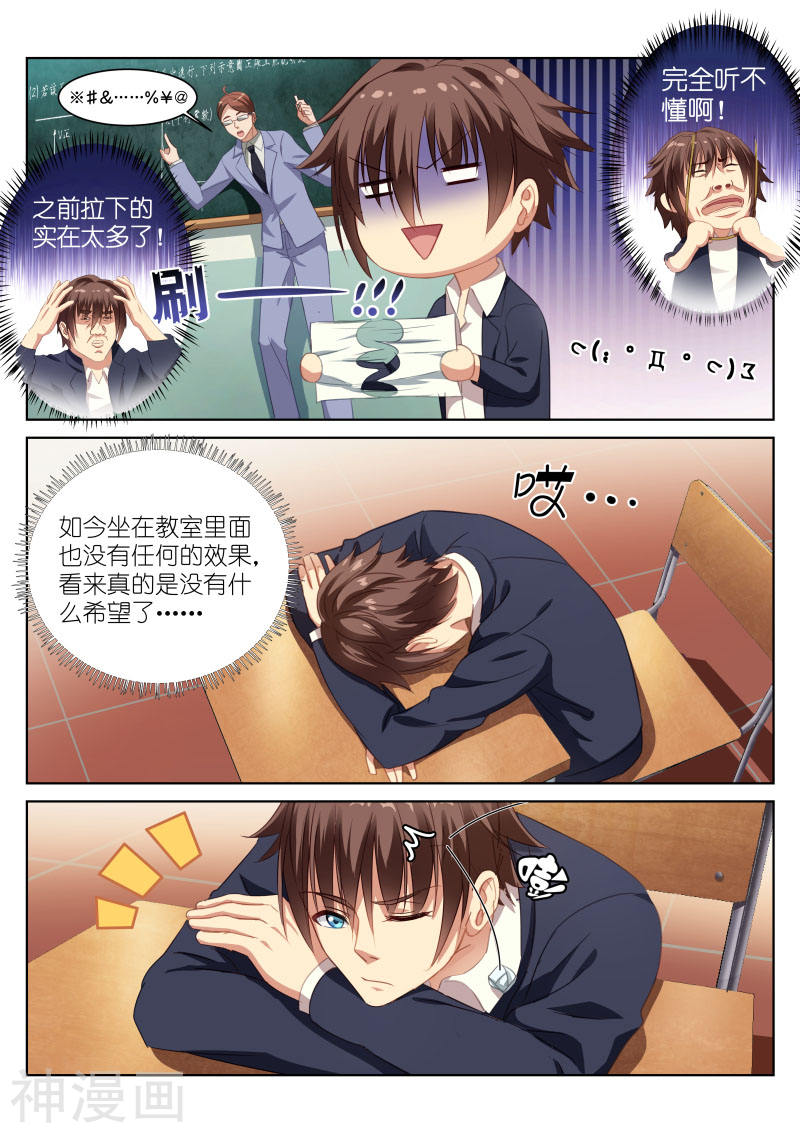 ※#&……%¥@
(2)若
完全听不
懂啊！
之前拉下的
实在太多了！
刷——!!!
哎…
如今坐在教室里面
也没有任何的效果，
看来真的是没有什
么希望了……
神漫画